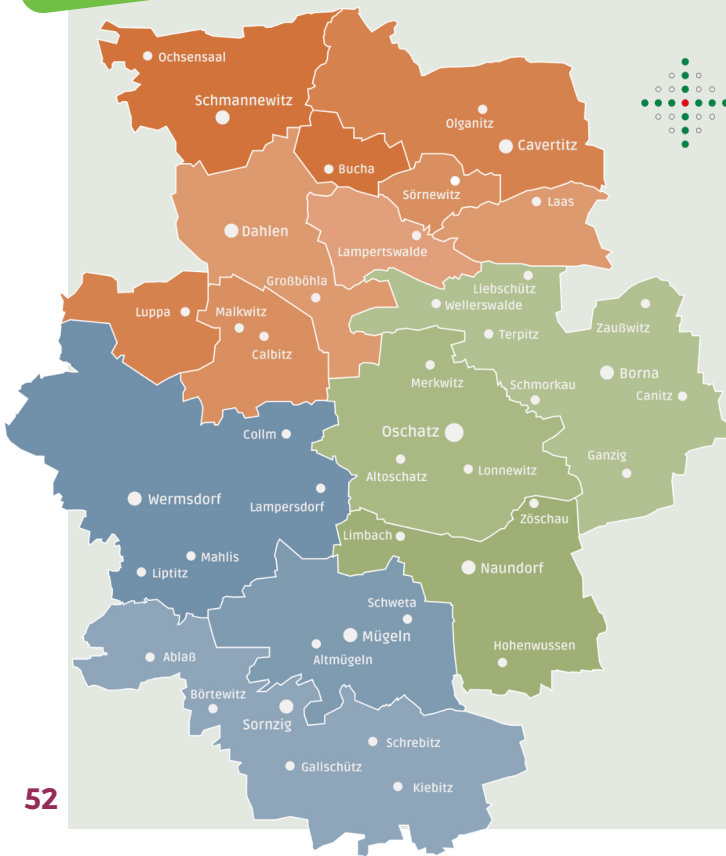 Ochsensaal
Schmannewitz
Olganitz
Cavertitz
Bucha
Sörnewitz
Laas
Dahlen
Lampertswalde
Großböhla
Liebschütz
Wellerswalde
Luppa
Malkwitz
Zaußwitz
Terpitz
Calbitz
Borna
Merkwitz
Schmorkau
Canitz
Collm
Oschatz
Ganzig
Altoschatz
Lonnewitz
Wermsdorf
Lampersdorf
Zöschau
Limbach
Mahlis
Naundorf
Liptitz
Schweta
Mügeln
Hohenwussen
Ablaß
Altmügeln
Börtewitz
Sornzig
Schrebitz
Gallschütz
Kiebitz
52